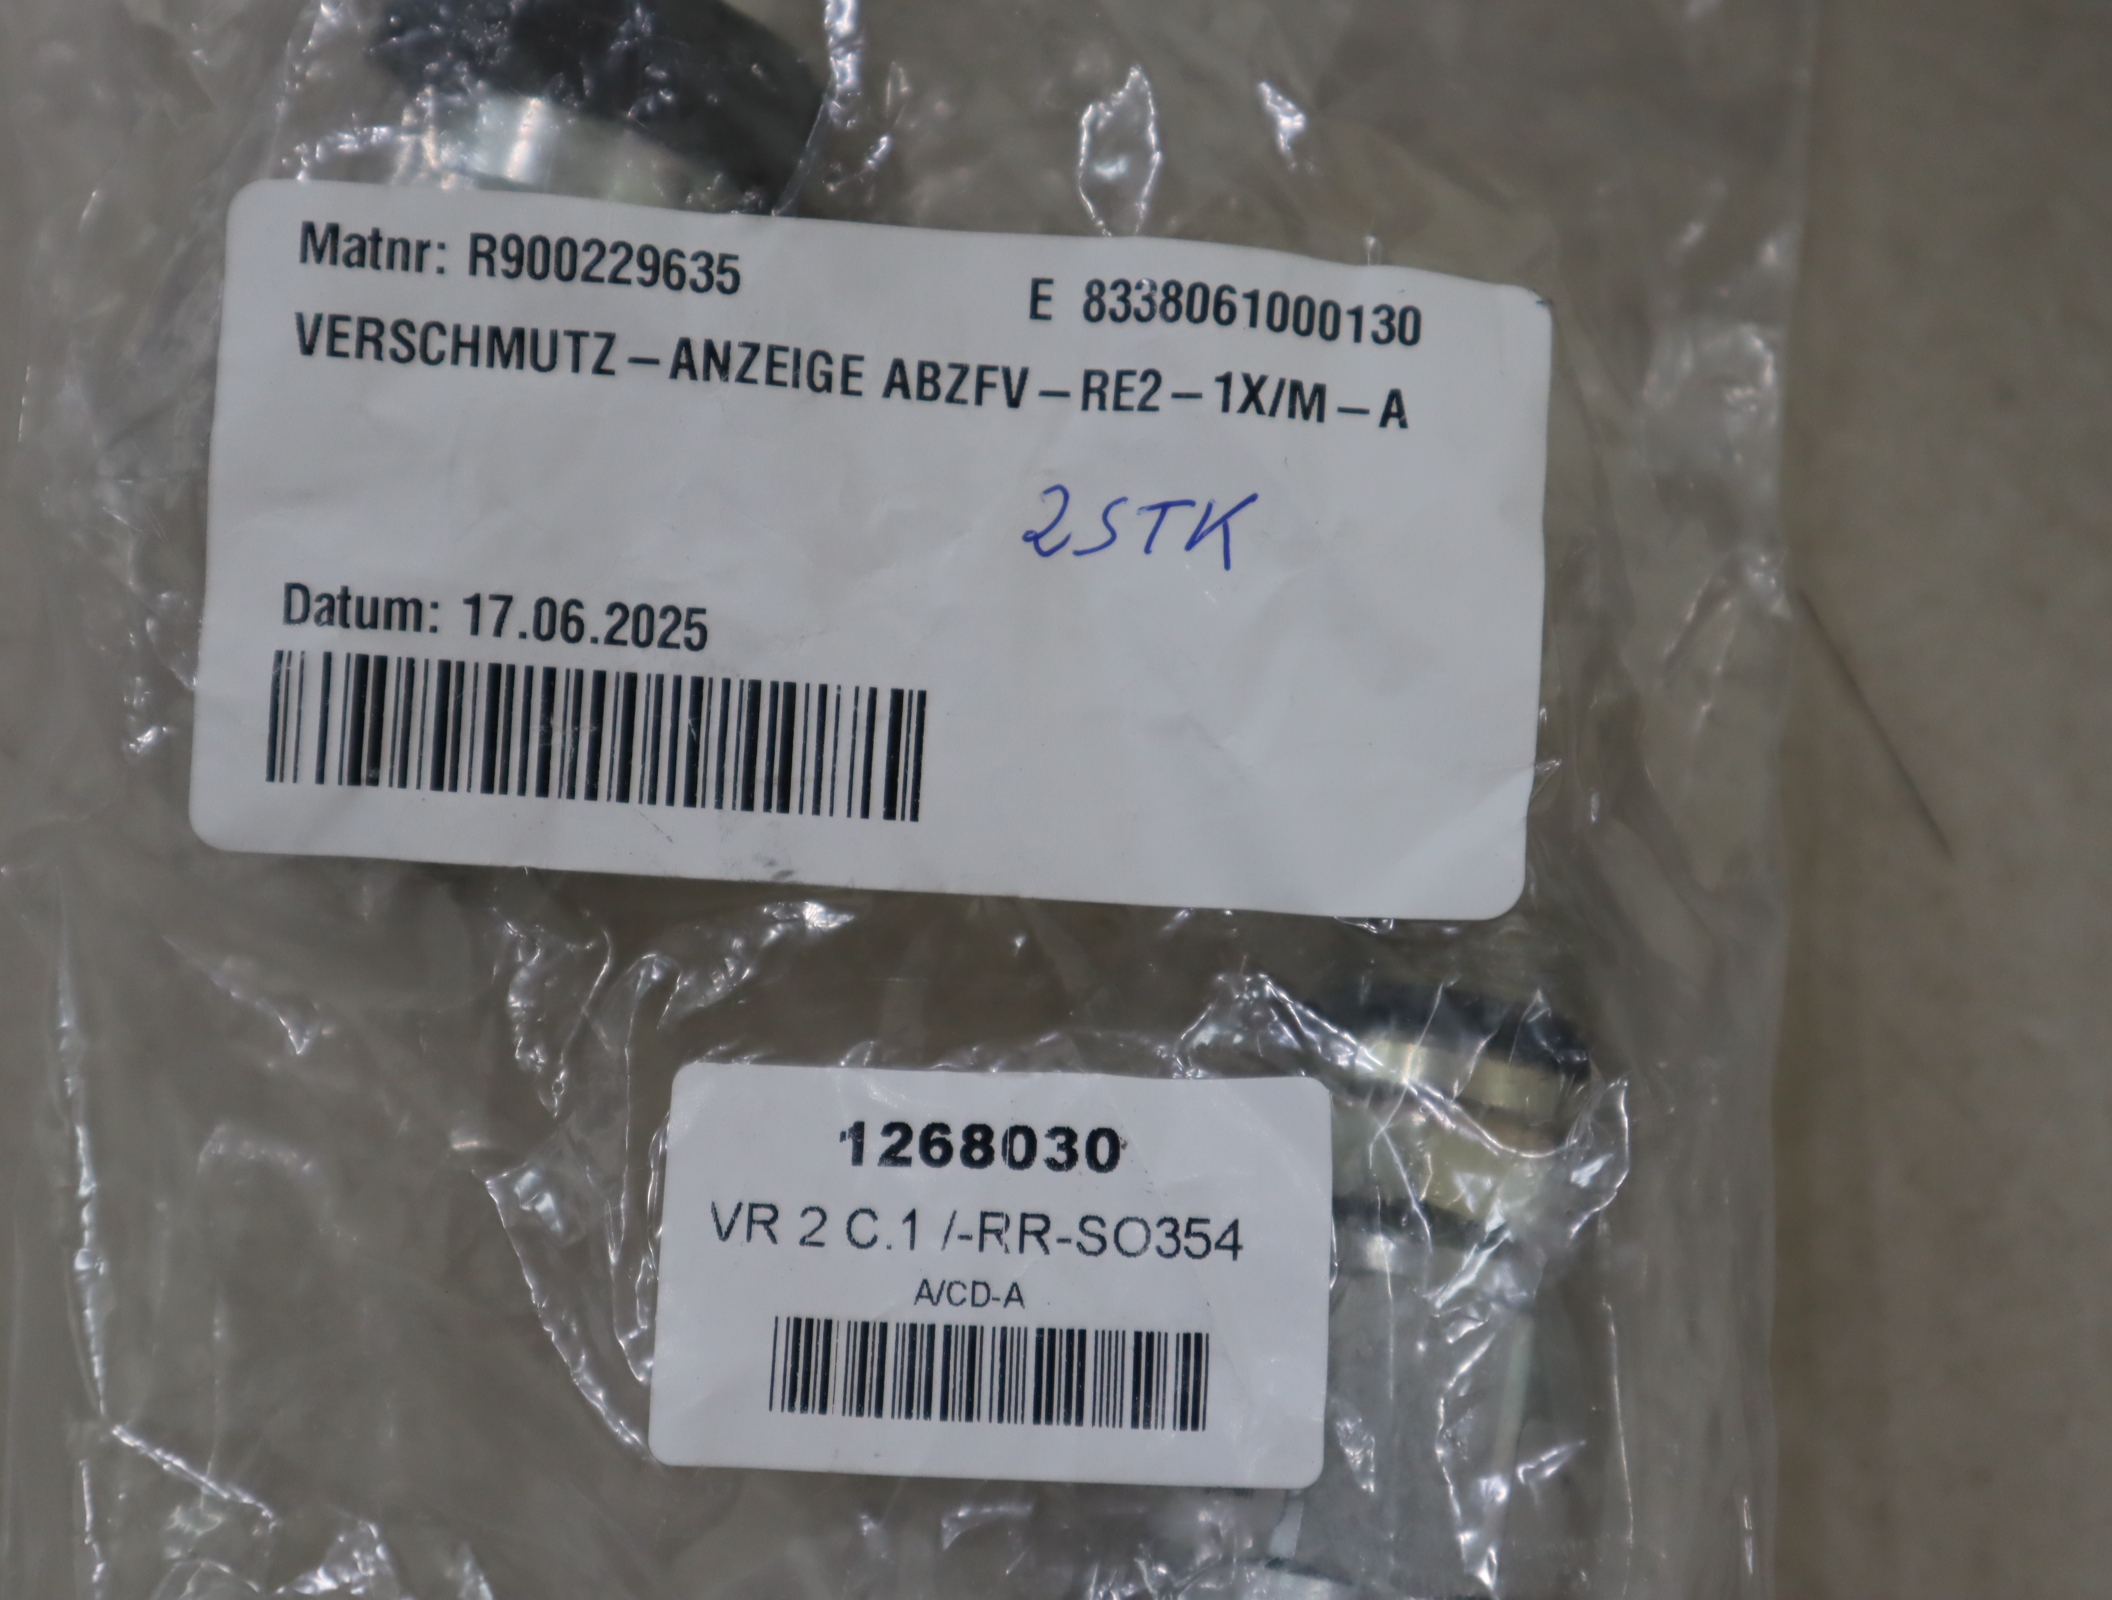 Matnr: R900229635
E 8338061000130
VERSCHMUTZ-ANZEIGE ABZFV-RE2-1X/M-A
2STK
Datum: 17.06.2025
1268030
VR 2 C.1 /-RR-SO354
A/CD-A